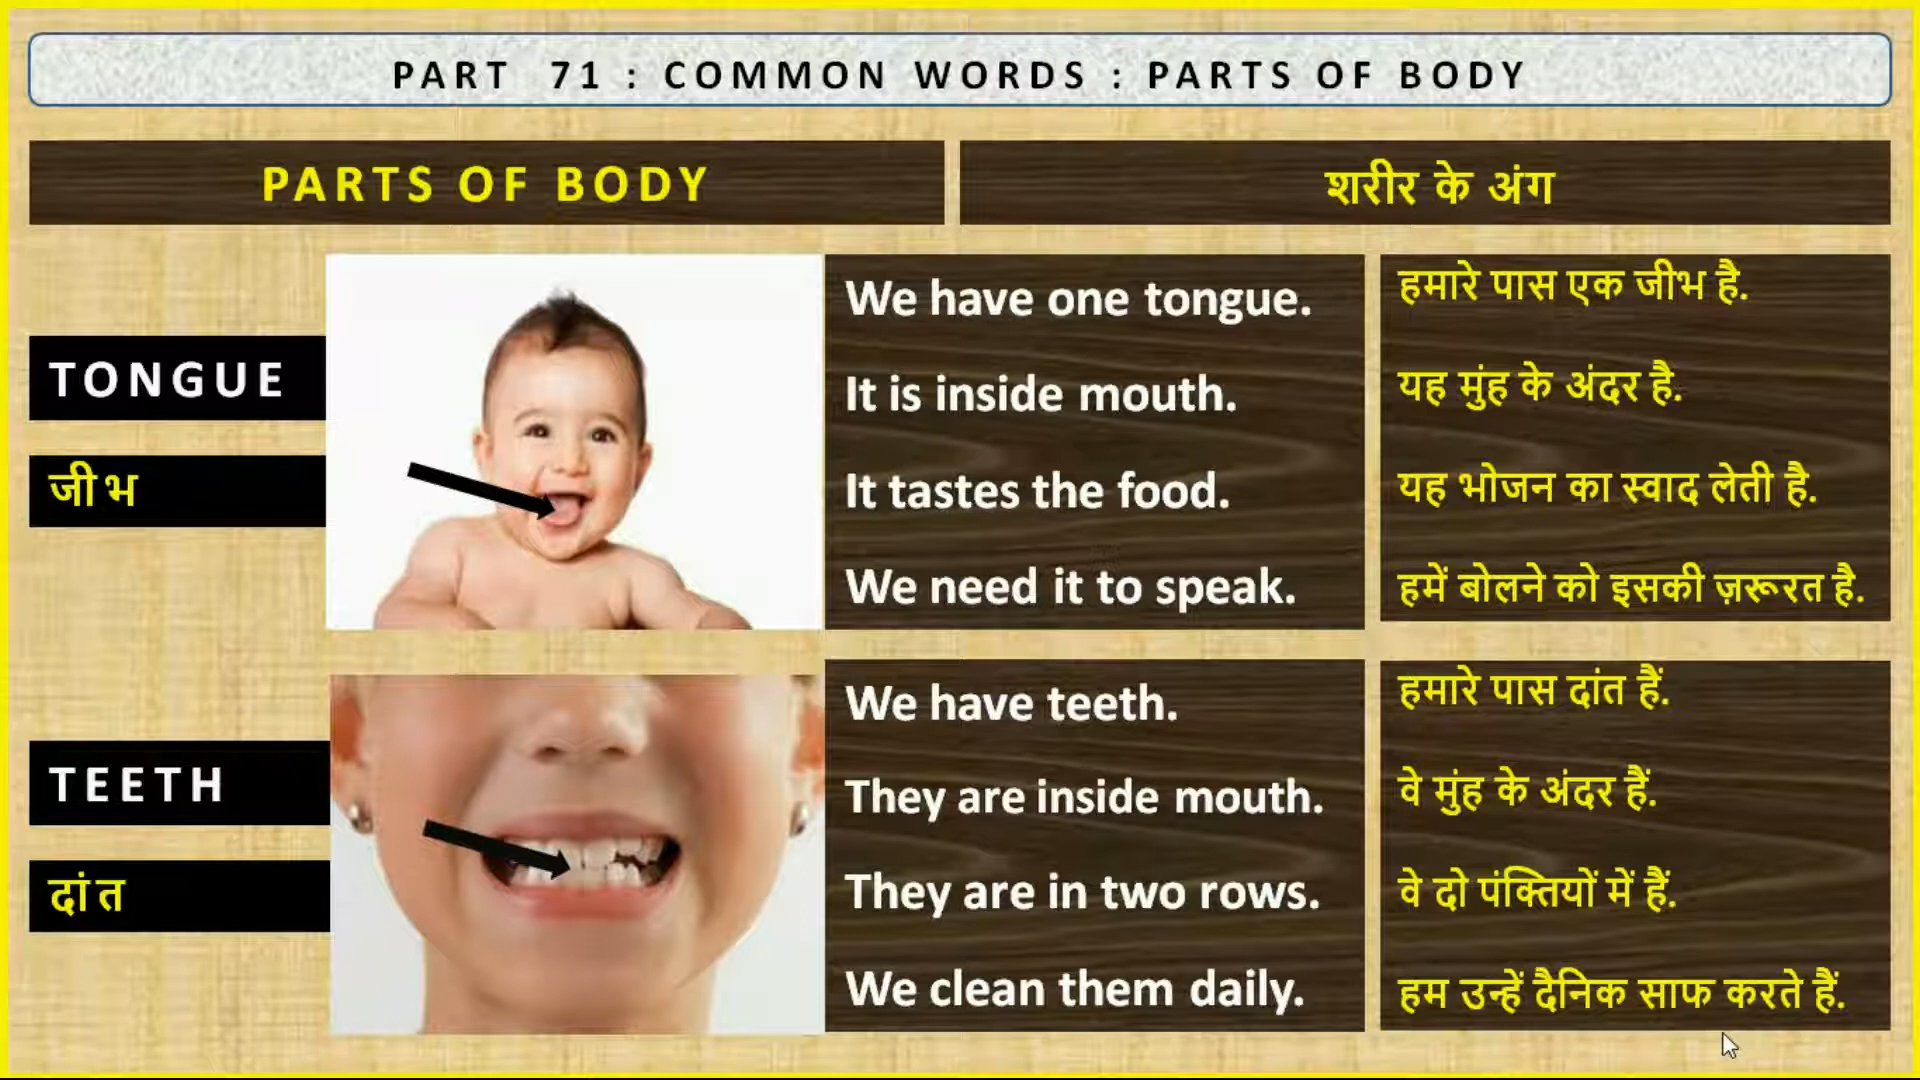 PART 71 : COMMON WORDS : PARTS OF BODY
PARTS OF BODY
शरीर के अंग
TONGUE
जीभ
We have one tongue.
It is inside mouth.
It tastes the food.
We need it to speak.
हमारे पास एक जीभ है.
यह मुंह के अंदर है.
यह भोजन का स्वाद लेती है.
हमें बोलने को इसकी ज़रूरत है.
TEETH
दांत
We have teeth.
They are inside mouth.
They are in two rows.
We clean them daily.
हमारे पास दांत हैं.
वे मुंह के अंदर हैं.
वे दो पंक्तियों में हैं.
हम उन्हें दैनिक साफ करते हैं.